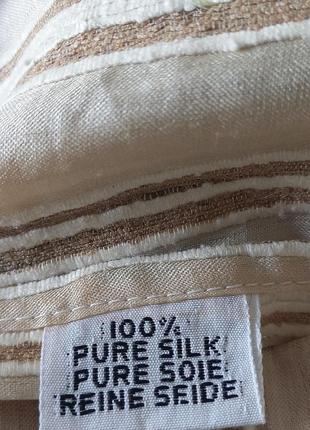 100%
PURE SILK
PURE SOIE
REINE SEIDE